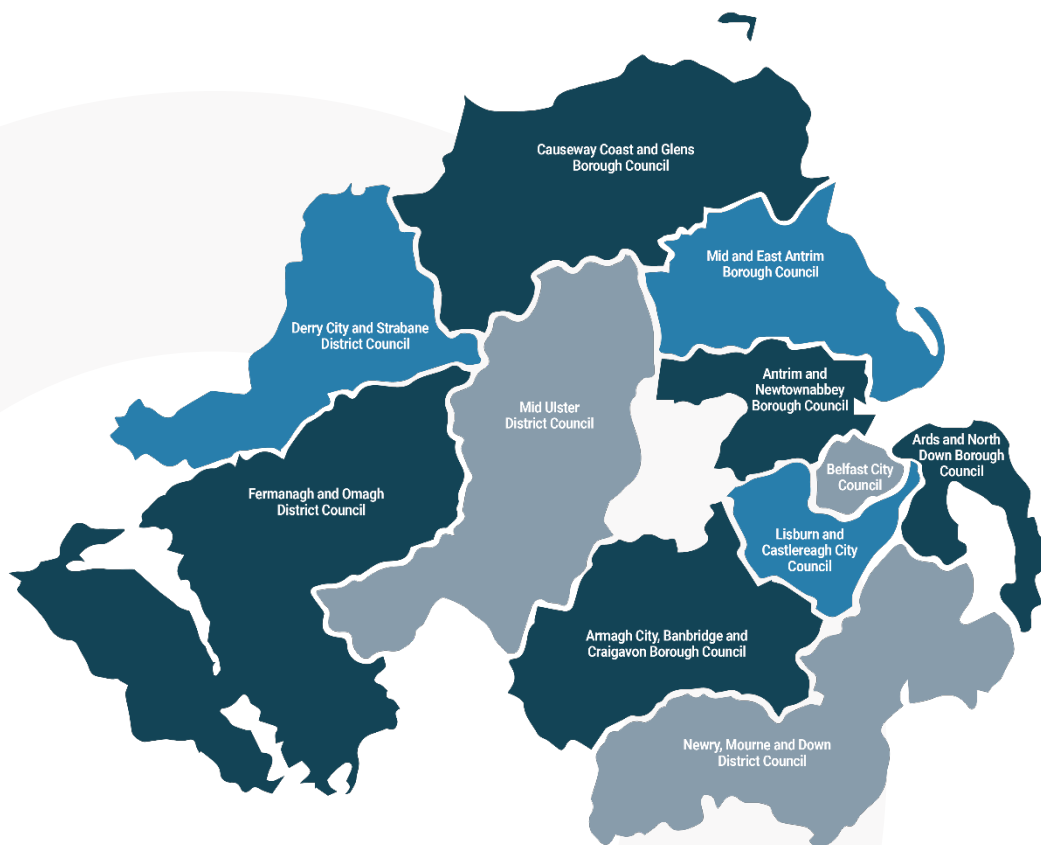 Causeway Coast and Glens
Borough Council
Mid and East Antrim
Borough Council
Derry City and Strabane
District Council
Antrim and
Newtownabbey
Borough Council
Mid Ulster
District Council
Ards and North
Down Borough
Council
Belfast City
Council
Fermanagh and Omagh
District Council
Lisburn and
Castlereagh City
Council
Armagh City, Banbridge and
Craigavon Borough Council
Newry, Mourne and Down
District Council